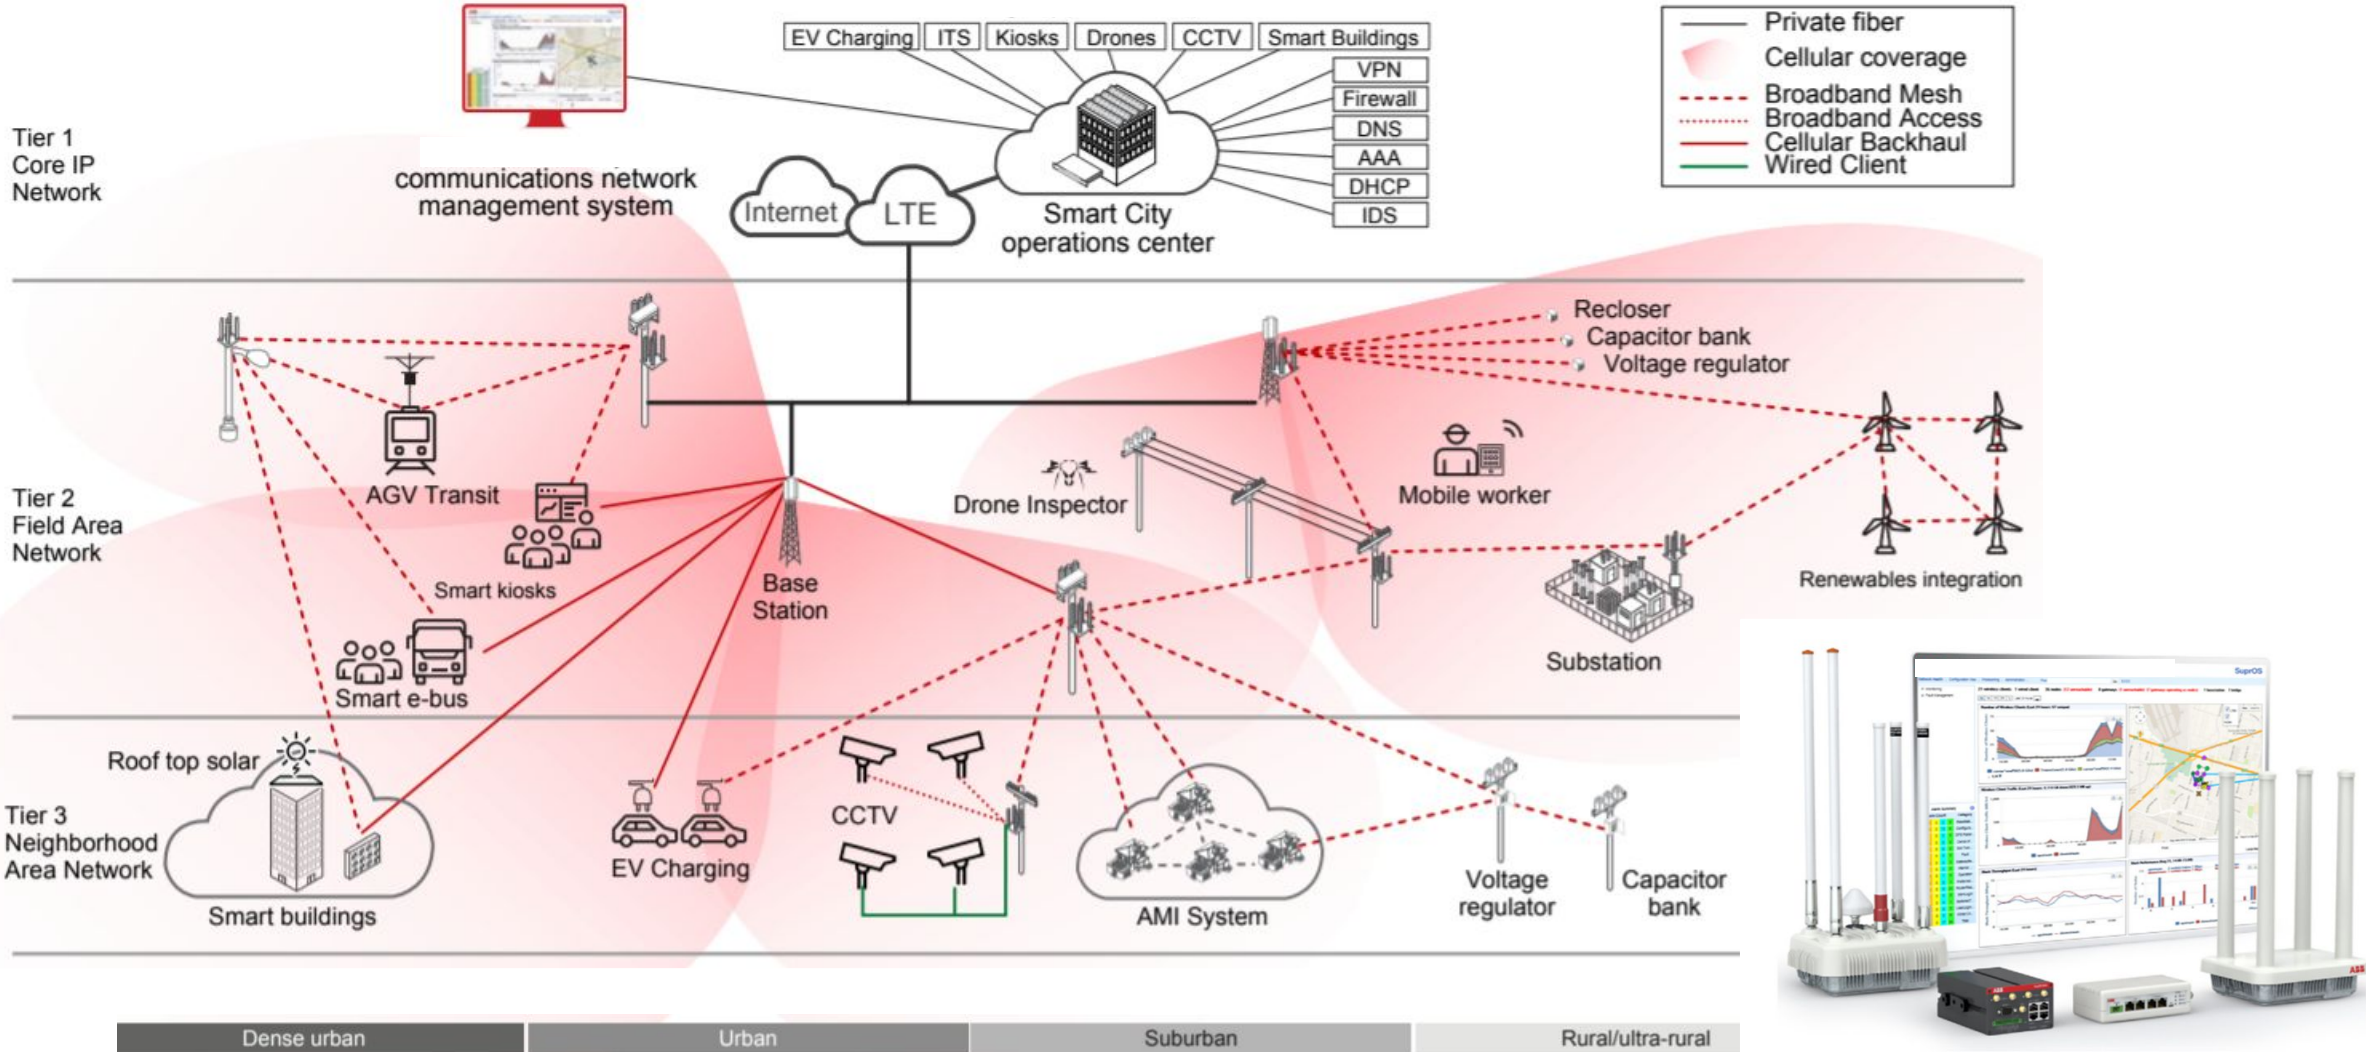 EV Charging
ITS
Kiosks
Drones
CCTV
Smart Buildings
VPN
Firewall
DNS
AAA
DHCP
IDS
Private fiber
Cellular coverage
Broadband Mesh
Broadband Access
Cellular Backhaul
Wired Client
Tier 1
Core IP
Network
communications network
management system
Internet
LTE
Smart City
operations center
Recloser
Capacitor bank
Voltage regulator
AGV Transit
Drone Inspector
Mobile worker
Tier 2
Field Area
Network
Smart kiosks
Base
Station
Renewables integration
Substation
Smart e-bus
Roof top solar
Tier 3
Neighborhood
Area Network
Smart buildings
EV Charging
CCTV
AMI System
Voltage
regulator
Capacitor
bank
SuprOS
ABB
Dense urban
Urban
Suburban
Rural/ultra-rural